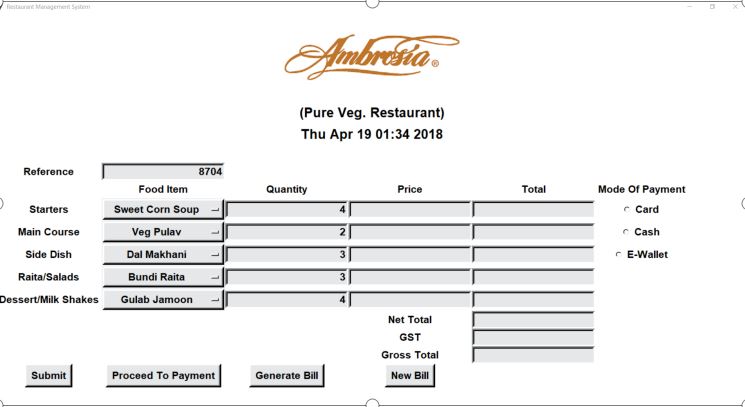 Restaurant Management System
Ambrosia ®
(Pure Veg. Restaurant)
Thu Apr 19 01:34 2018
Reference 8704
Food Item Quantity Price Total Mode Of Payment
Starters Sweet Corn Soup 4 Card
Main Course Veg Pulav 2 Cash
Side Dish Dal Makhani 3 E-Wallet
Raita/Salads Bundi Raita 3
Dessert/Milk Shakes Gulab Jamoon 4
Net Total
GST
Gross Total
Submit Proceed To Payment Generate Bill New Bill